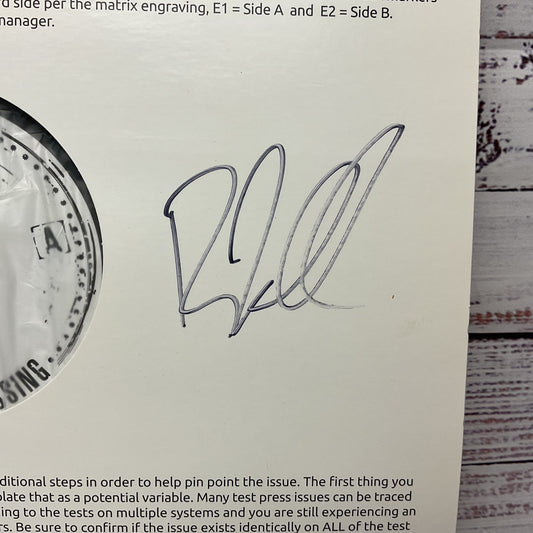 d side per the matrix engraving, E1 = Side A and E2 = Side B.
manager.
A
SING
ditional steps in order to help pin point the issue. The first thing you
plate that as a potential variable. Many test press issues can be traced
ing to the tests on multiple systems and you are still experiencing an
rs. Be sure to confirm if the issue exists identically on ALL of the test